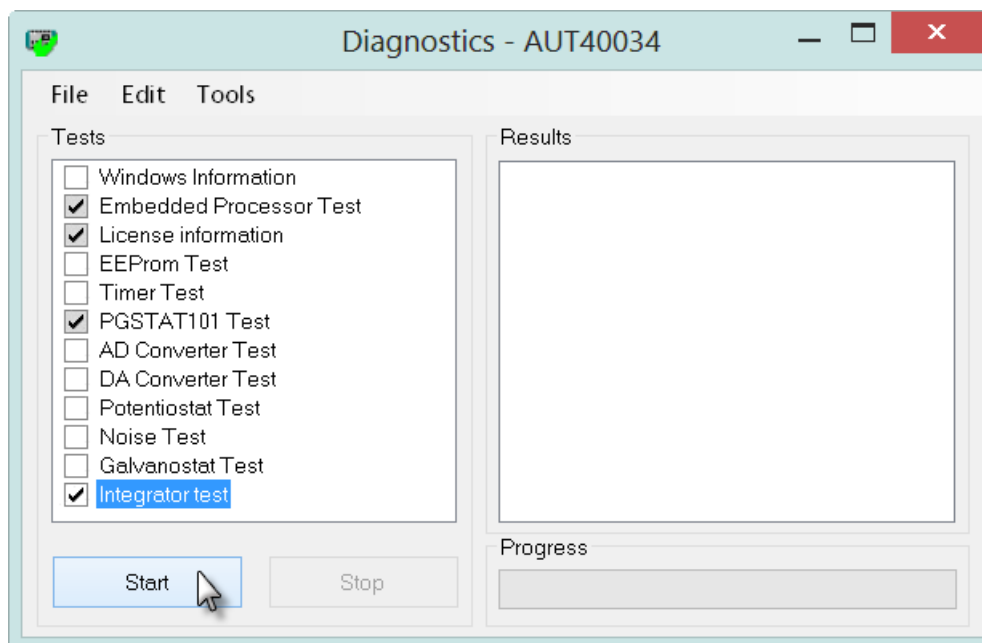 Diagnostics - AUT40034
File Edit Tools
Tests
Windows Information
Embedded Processor Test
License information
EEProm Test
Timer Test
PGSTAT101 Test
AD Converter Test
DA Converter Test
Potentiostat Test
Noise Test
Galvanostat Test
Integrator test
Start
Stop
Results
Progress